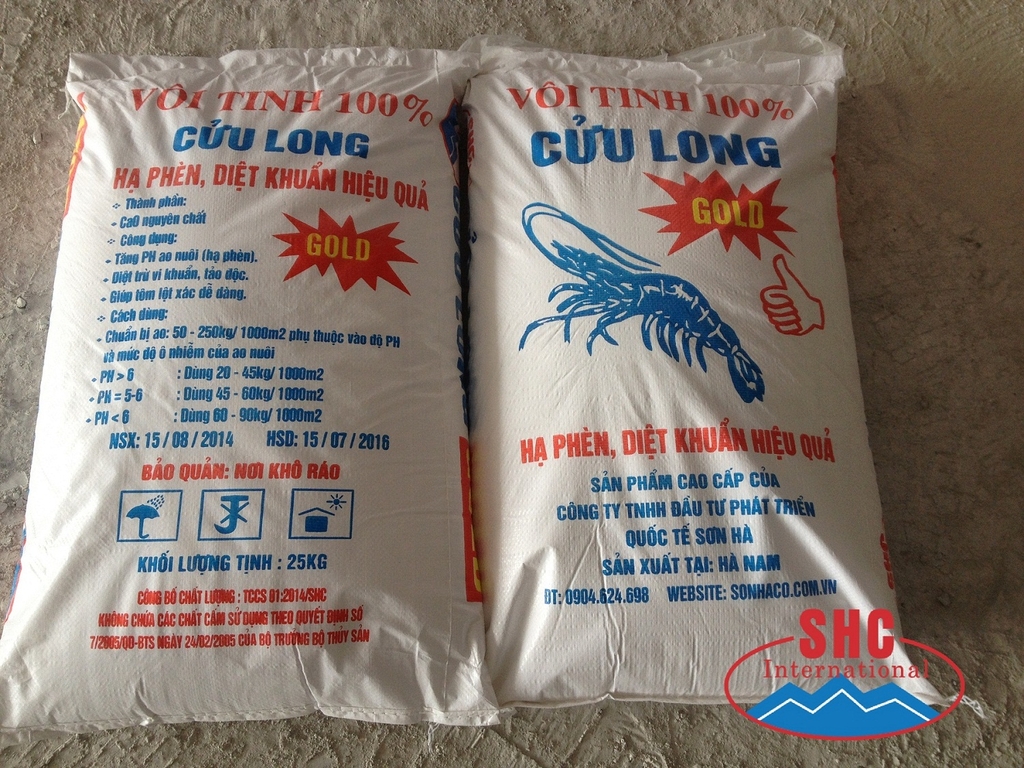 VÔI TINH 100%
CỬU LONG
HẠ PHÈN, DIỆT KHUẨN HIỆU QUẢ
Thành phần:
- CaO nguyên chất
Công dụng:
- Tăng PH ao nuôi (hạ phèn).
- Diệt trừ vi khuẩn, tảo độc.
- Giúp tôm lột xác dễ dàng.
GOLD
Cách dùng:
- Chuẩn bị ao: 50 - 250kg/ 1000m2 phụ thuộc vào độ PH
và mức độ ô nhiễm của ao nuôi
- PH > 6 : Dùng 20 - 45kg/ 1000m2
- PH = 5-6 : Dùng 45 - 60kg/ 1000m2
- PH < 6 : Dùng 60 - 90kg/ 1000m2
NSX: 15 / 08 / 2014 HSD: 15 / 07 / 2016
BẢO QUẢN: NƠI KHÔ RÁO
KHỐI LƯỢNG TỊNH : 25KG
CÔNG BỐ CHẤT LƯỢNG : TCCS 01:2014/SHC
KHÔNG CHỨA CÁC CHẤT CẤM SỬ DỤNG THEO QUYẾT ĐỊNH SỐ
7/2005/QĐ-BTS NGÀY 24/02/2005 CỦA BỘ TRƯỞNG BỘ THỦY SẢN
VÔI TINH 100%
CỬU LONG
GOLD
HẠ PHÈN, DIỆT KHUẨN HIỆU QUẢ
SẢN PHẨM CAO CẤP CỦA
CÔNG TY TNHH ĐẦU TƯ PHÁT TRIỂN
QUỐC TẾ SƠN HÀ
SẢN XUẤT TẠI: HÀ NAM
ĐT: 0904.624.698 WEBSITE: SONHACO.COM.VN
SHC
International